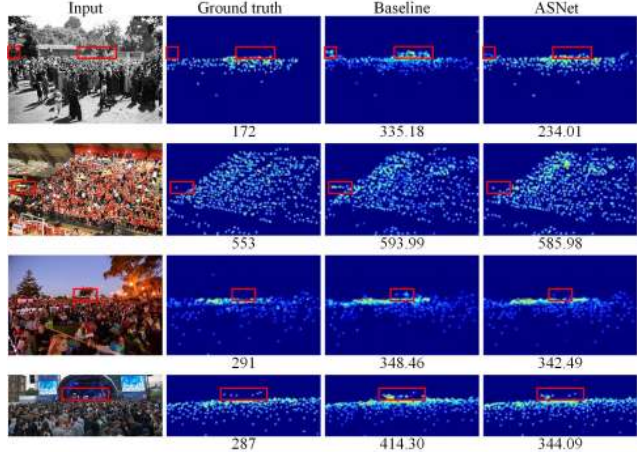 Input Ground truth Baseline ASNet
172 335.18 234.01
553 593.99 585.98
291 348.46 342.49
287 414.30 344.09